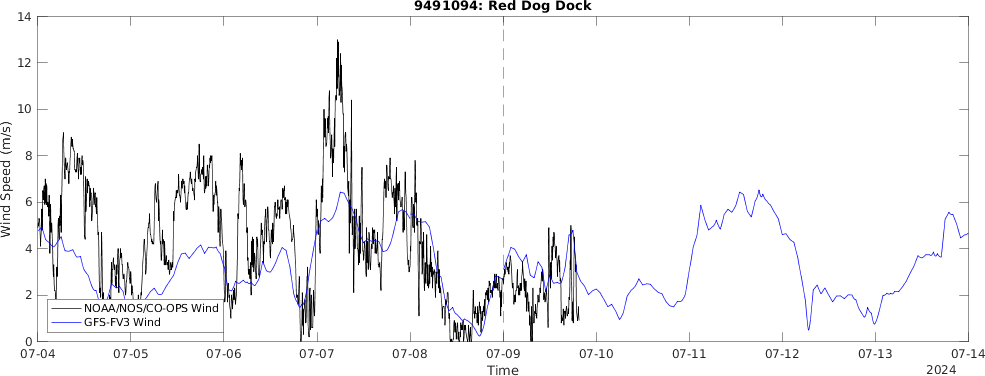 9491094: Red Dog Dock
14
12
10
8
6
4
2
0
Wind Speed (m/s)
NOAA/NOS/CO-OPS Wind
GFS-FV3 Wind
07-04 07-05 07-06 07-07 07-08 07-09 07-10 07-11 07-12 07-13 07-14
Time
2024